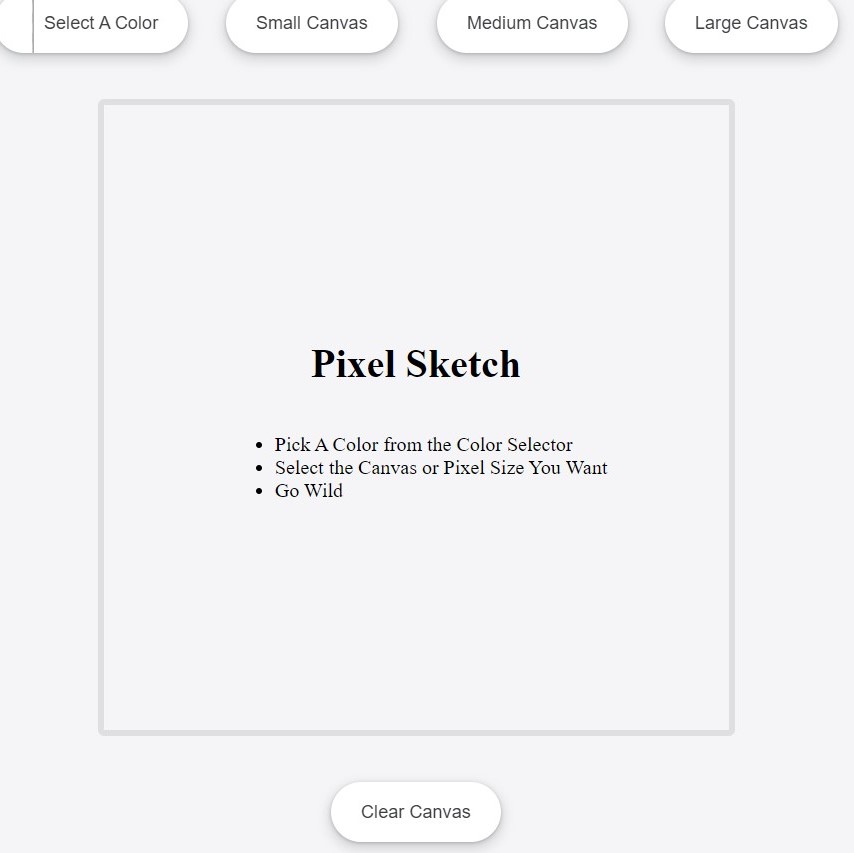 Select A Color
Small Canvas
Medium Canvas
Large Canvas
Pixel Sketch
Pick A Color from the Color Selector
Select the Canvas or Pixel Size You Want
Go Wild
Clear Canvas